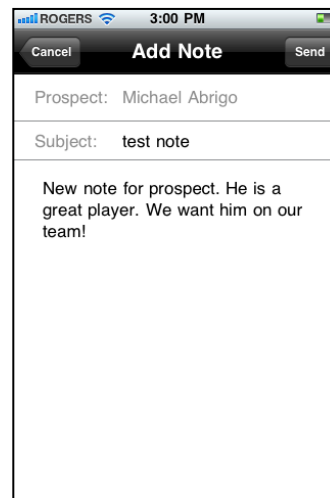 ROGERS 3:00 PM
Cancel Add Note Send
Prospect: Michael Abrigo
Subject: test note
New note for prospect. He is a
great player. We want him on our
team!